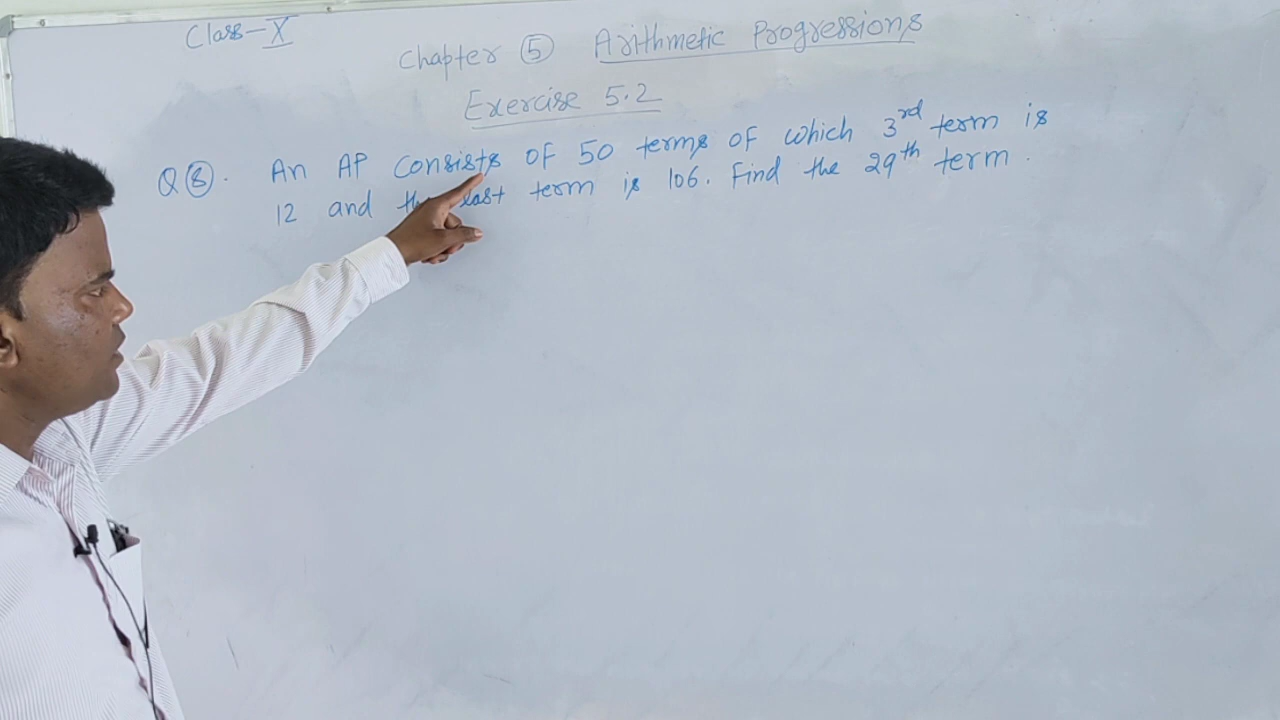 Class-X
Chapter 5 Arithmetic Progressions
Exercise 5.2
Q 8. An AP consists of 50 terms of which 3rd term is
12 and the last term is 106. Find the 29th term.